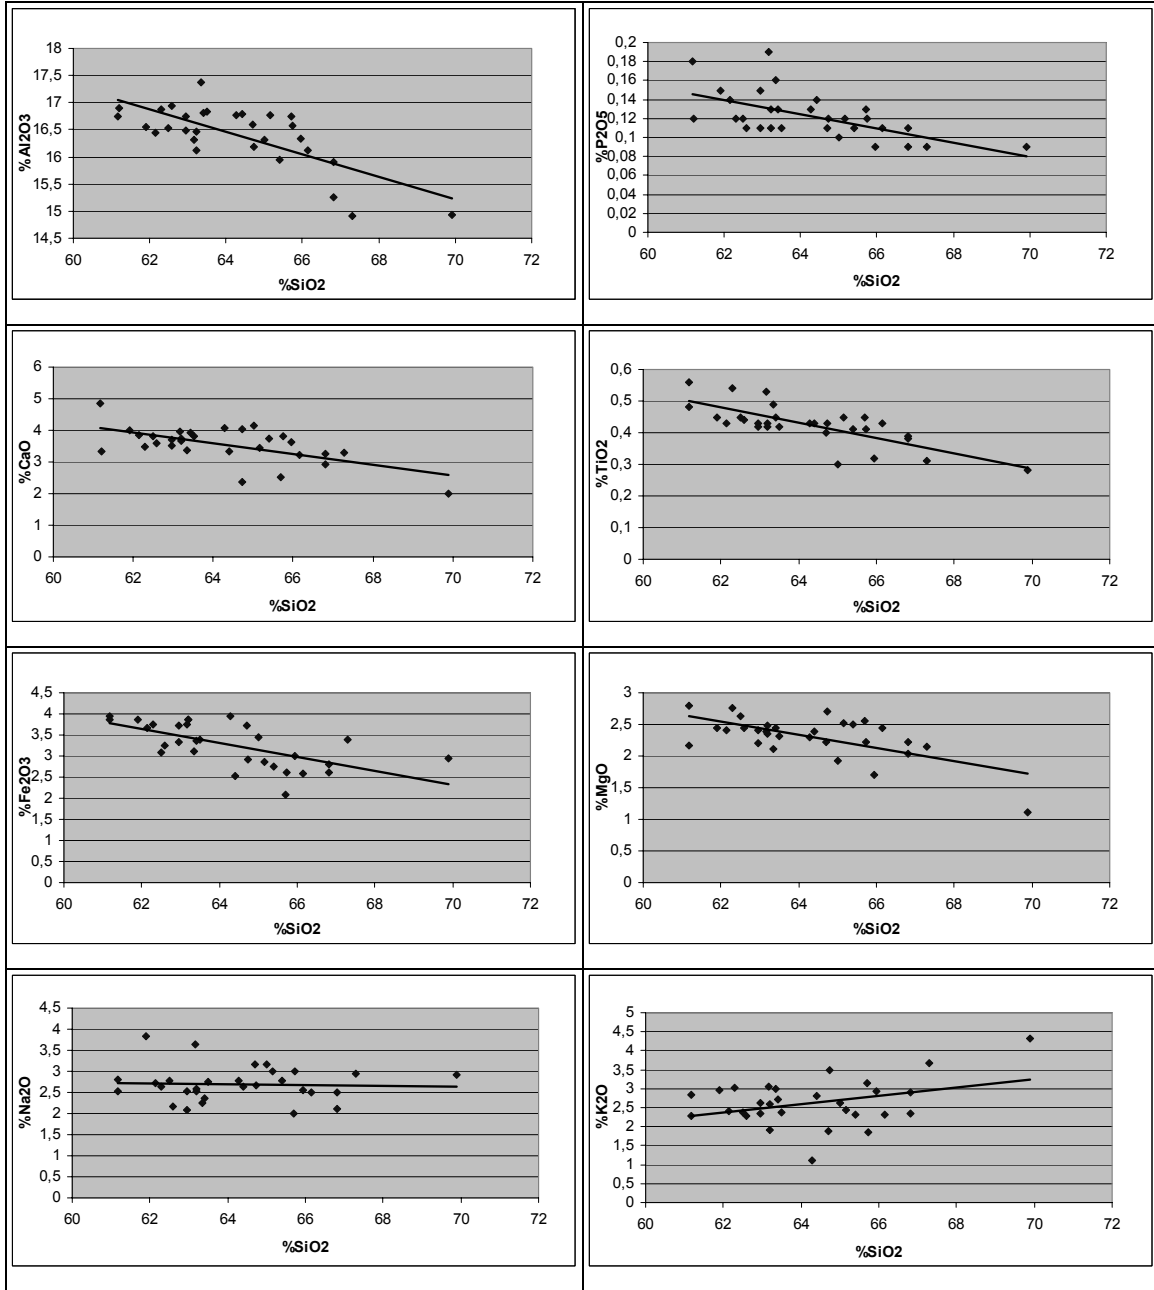 18
17,5
17
16,5
16
15,5
15
14,5
60 62 64 66 68 70 72
%Al2O3
%SiO2
0,2
0,18
0,16
0,14
0,12
0,1
0,08
0,06
0,04
0,02
0
60 62 64 66 68 70 72
%P2O5
%SiO2
6
5
4
3
2
1
0
60 62 64 66 68 70 72
%CaO
%SiO2
0,6
0,5
0,4
0,3
0,2
0,1
0
60 62 64 66 68 70 72
%TiO2
%SiO2
4,5
4
3,5
3
2,5
2
1,5
1
0,5
0
60 62 64 66 68 70 72
%Fe2O3
%SiO2
3
2,5
2
1,5
1
0,5
0
60 62 64 66 68 70 72
%MgO
%SiO2
4,5
4
3,5
3
2,5
2
1,5
1
0,5
0
60 62 64 66 68 70 72
%Na2O
%SiO2
5
4,5
4
3,5
3
2,5
2
1,5
1
0,5
0
60 62 64 66 68 70 72
%K2O
%SiO2